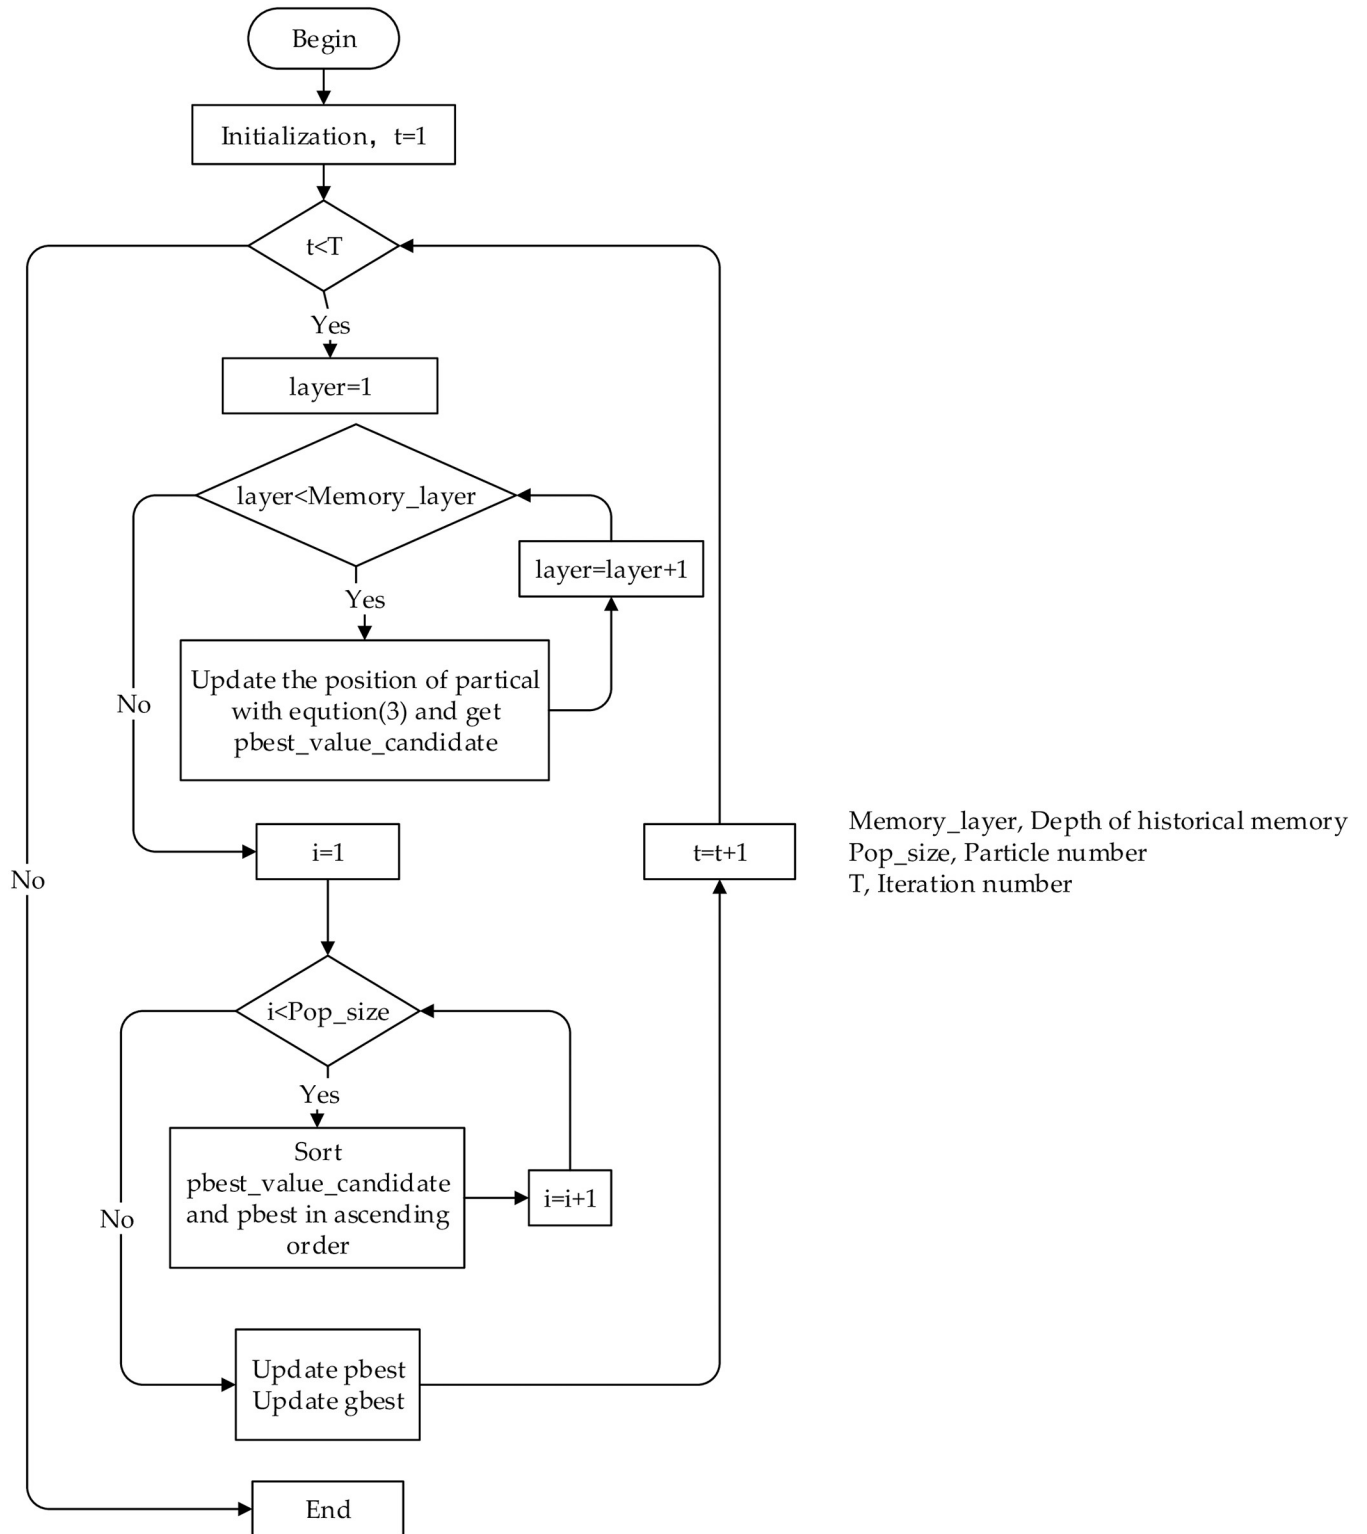 Begin
Initialization，t=1
t<T
Yes
layer=1
layer<Memory_layer
layer=layer+1
Yes
Update the position of partical
with eqution(3) and get
pbest_value_candidate
No
Memory_layer, Depth of historical memory
Pop_size, Particle number
T, Iteration number
i=1
t=t+1
No
i<Pop_size
Yes
Sort
pbest_value_candidate
and pbest in ascending
order
i=i+1
No
Update pbest
Update gbest
End